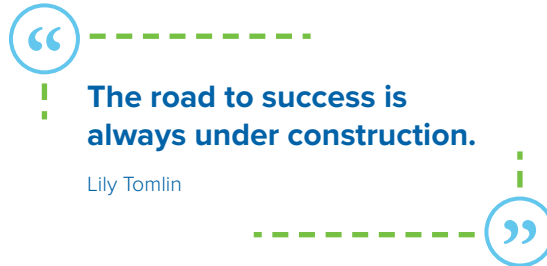 “
The road to success is
always under construction.
Lily Tomlin
”